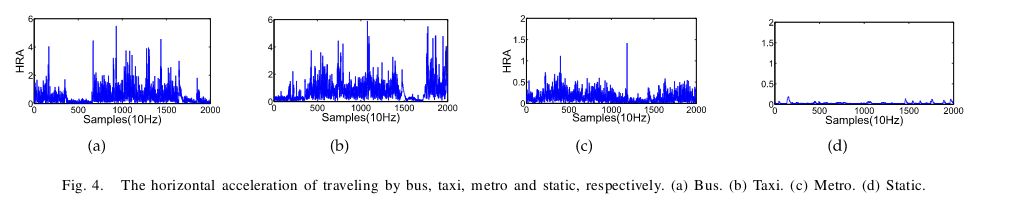 6
4
2
0
HRA
0 500 1000 1500 2000
Samples(10Hz)
(a)
6
4
2
0
0 500 1000 1500 2000
Samples(10Hz)
(b)
2
1.5
1
0.5
0
HRA
0 500 1000 1500 2000
Samples(10Hz)
(c)
2
1.5
1
0.5
0
0 500 1000 1500 2000
Samples(10Hz)
(d)
Fig. 4. The horizontal acceleration of traveling by bus, taxi, metro and static, respectively. (a) Bus. (b) Taxi. (c) Metro. (d) Static.